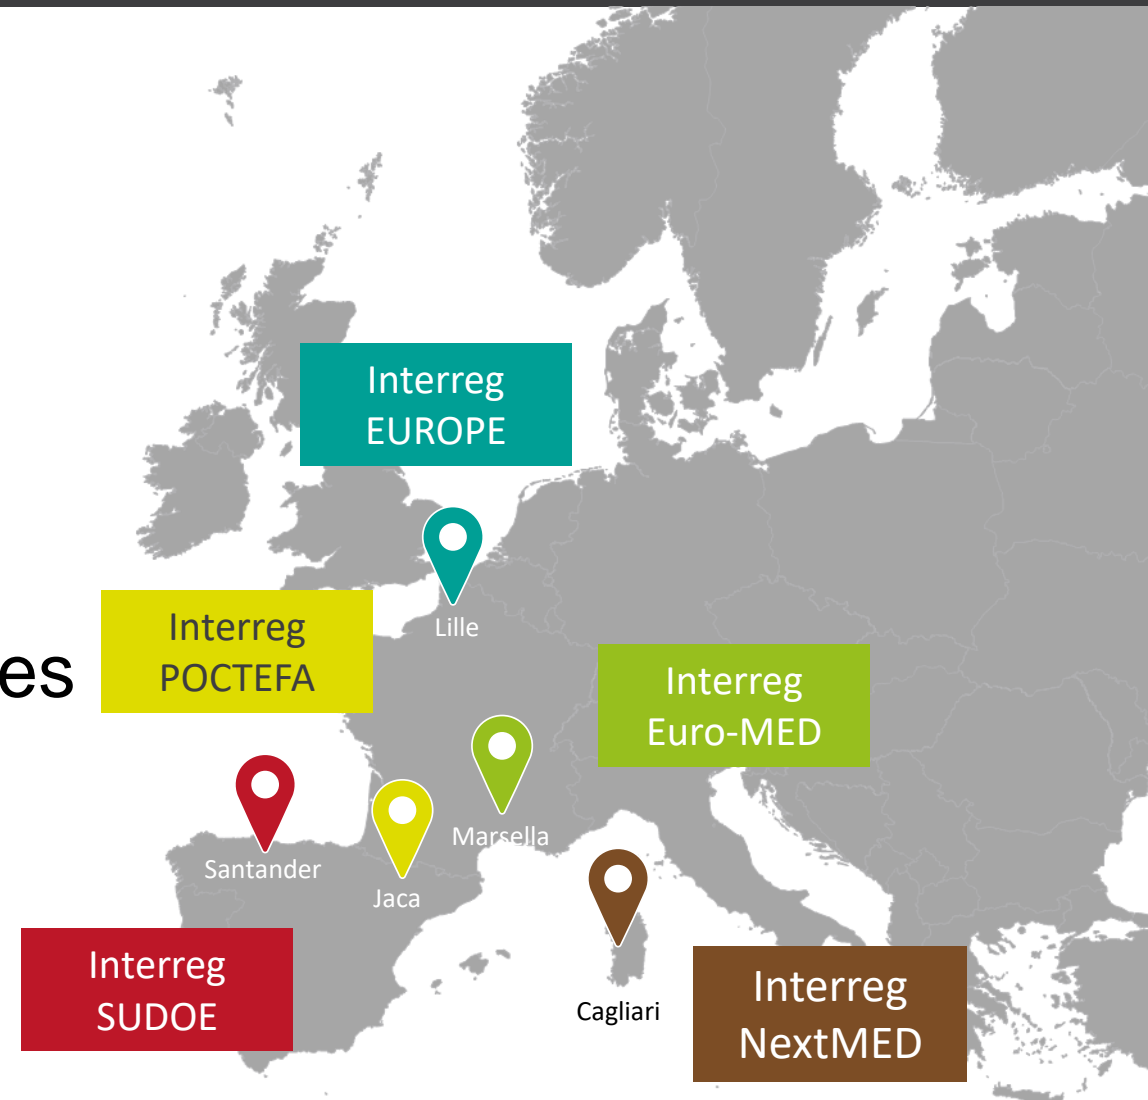 Interreg
EUROPE
Lille
Interreg
POCTEFA
es
Interreg
Euro-MED
Marsella
Santander
Jaca
Interreg
SUDOE
Cagliari
Interreg
NextMED